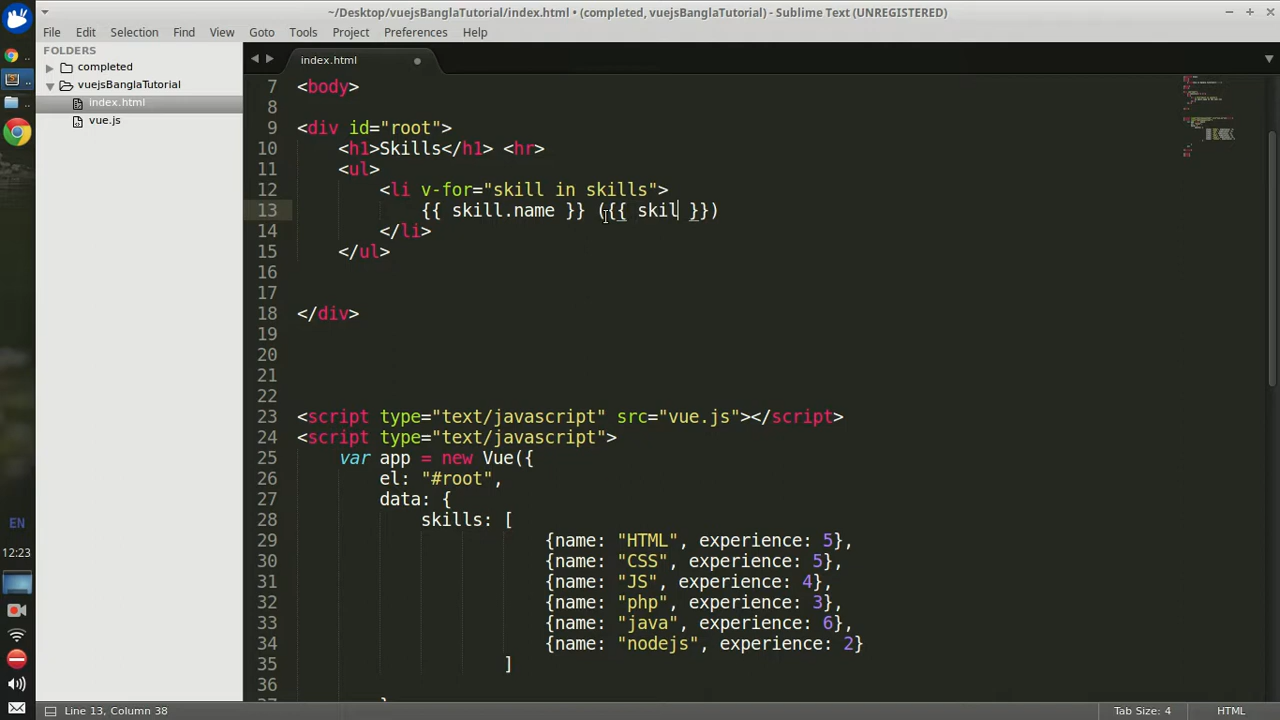 ~/Desktop/vuejsBanglaTutorial/index.html • (completed, vuejsBanglaTutorial) - Sublime Text (UNREGISTERED)
File Edit Selection Find View Goto Tools Project Preferences Help
FOLDERS
completed
vuejsBanglaTutorial
index.html
vue.js
index.html
7 <body>
8
9 <div id="root">
10 <h1>Skills</h1> <hr>
11 <ul>
12 <li v-for="skill in skills">
13 {{ skill.name }} ({{ skil }})
14 </li>
15 </ul>
16
17
18 </div>
19
20
21
22
23 <script type="text/javascript" src="vue.js"></script>
24 <script type="text/javascript">
25 var app = new Vue({
26 el: "#root",
27 data: {
28 skills: [
29 {name: "HTML", experience: 5},
30 {name: "CSS", experience: 5},
31 {name: "JS", experience: 4},
32 {name: "php", experience: 3},
33 {name: "java", experience: 6},
34 {name: "nodejs", experience: 2}
35 ]
36
EN
12:23
Line 13, Column 38
Tab Size: 4
HTML